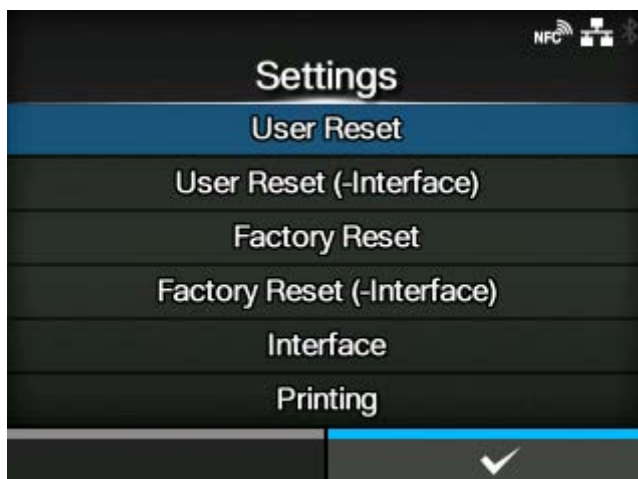 NFC
Settings
User Reset
User Reset (-Interface)
Factory Reset
Factory Reset (-Interface)
Interface
Printing